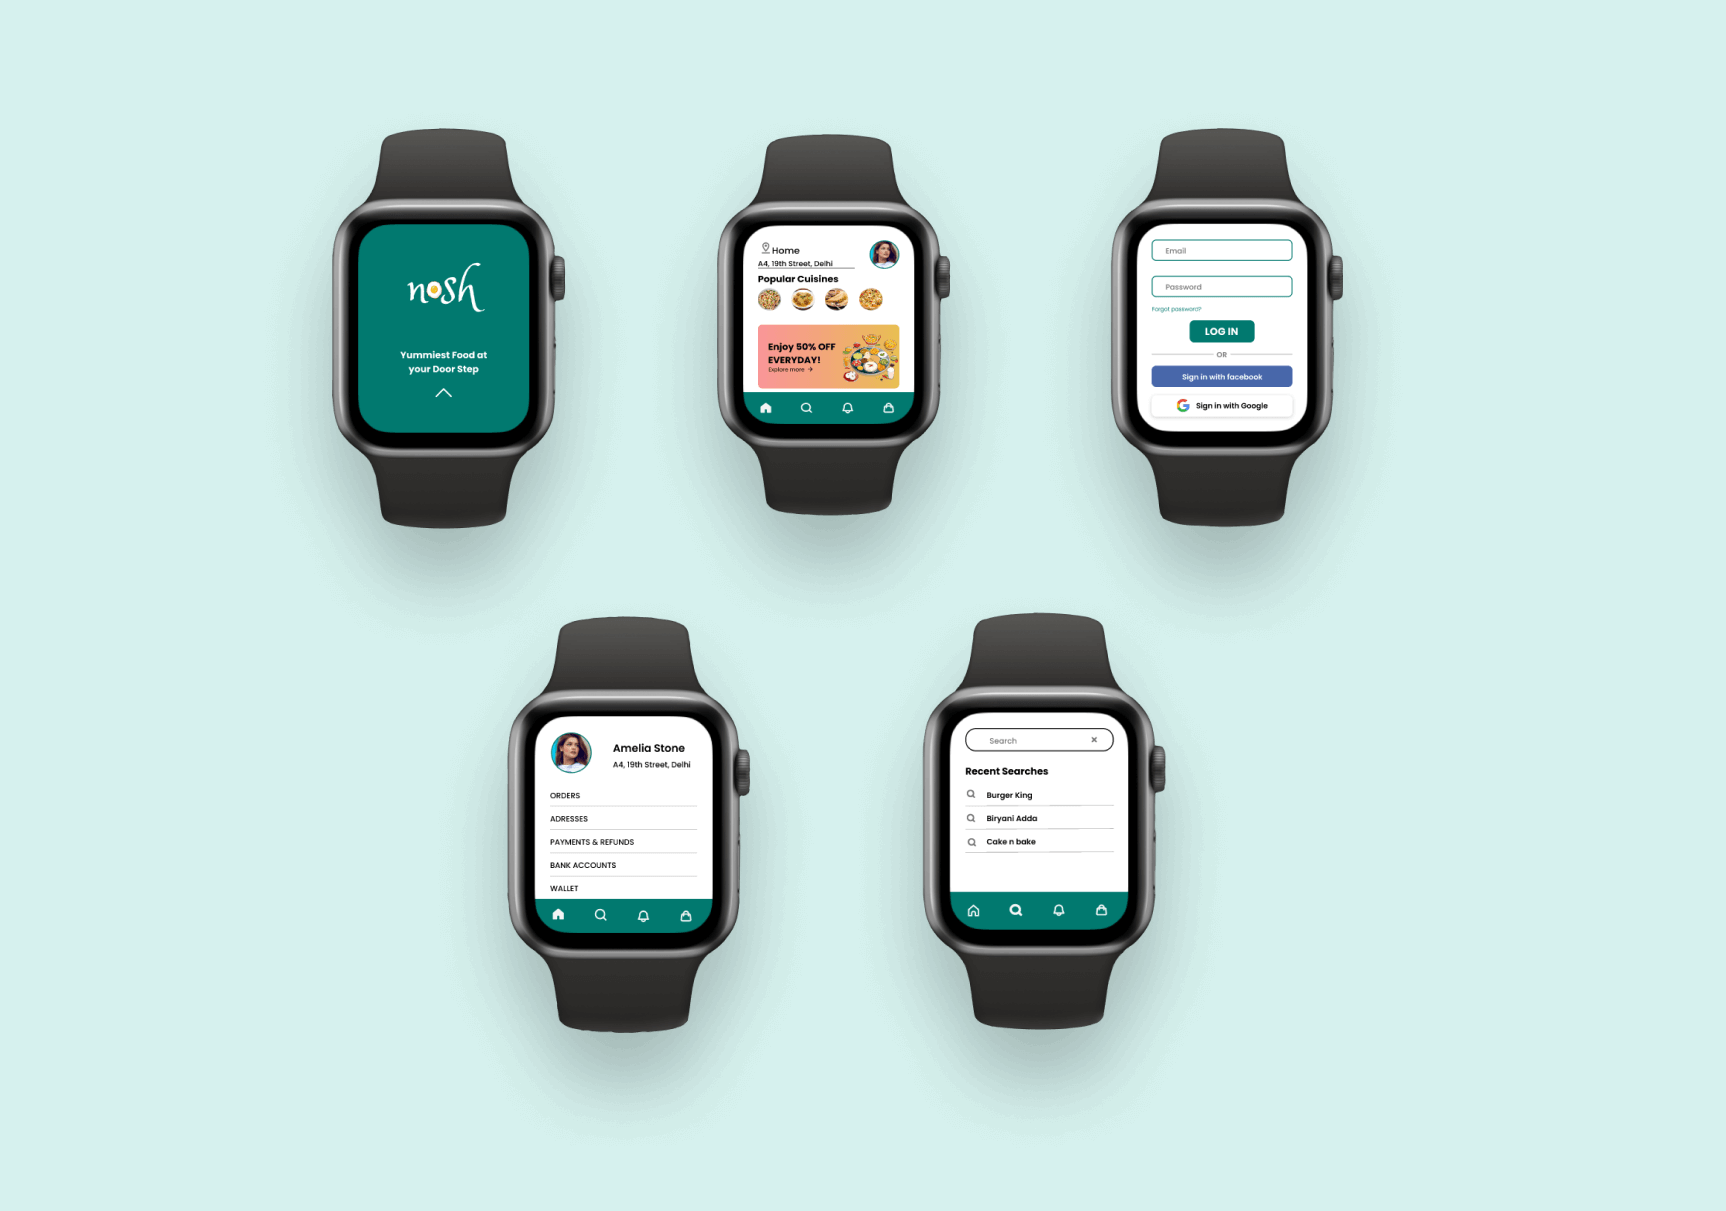 nosh
Yummiest Food at
your Door Step
Home
A4, 19th Street, Delhi
Popular Cuisines
Enjoy 50% OFF
EVERYDAY!
Explore more →
Email
Password
Forgot password?
LOG IN
OR
Sign in with facebook
Sign in with Google
Amelia Stone
A4, 19th Street, Delhi
ORDERS
ADRESSES
PAYMENTS & REFUNDS
BANK ACCOUNTS
WALLET
Search
Recent Searches
Burger King
Biryani Adda
Cake n bake